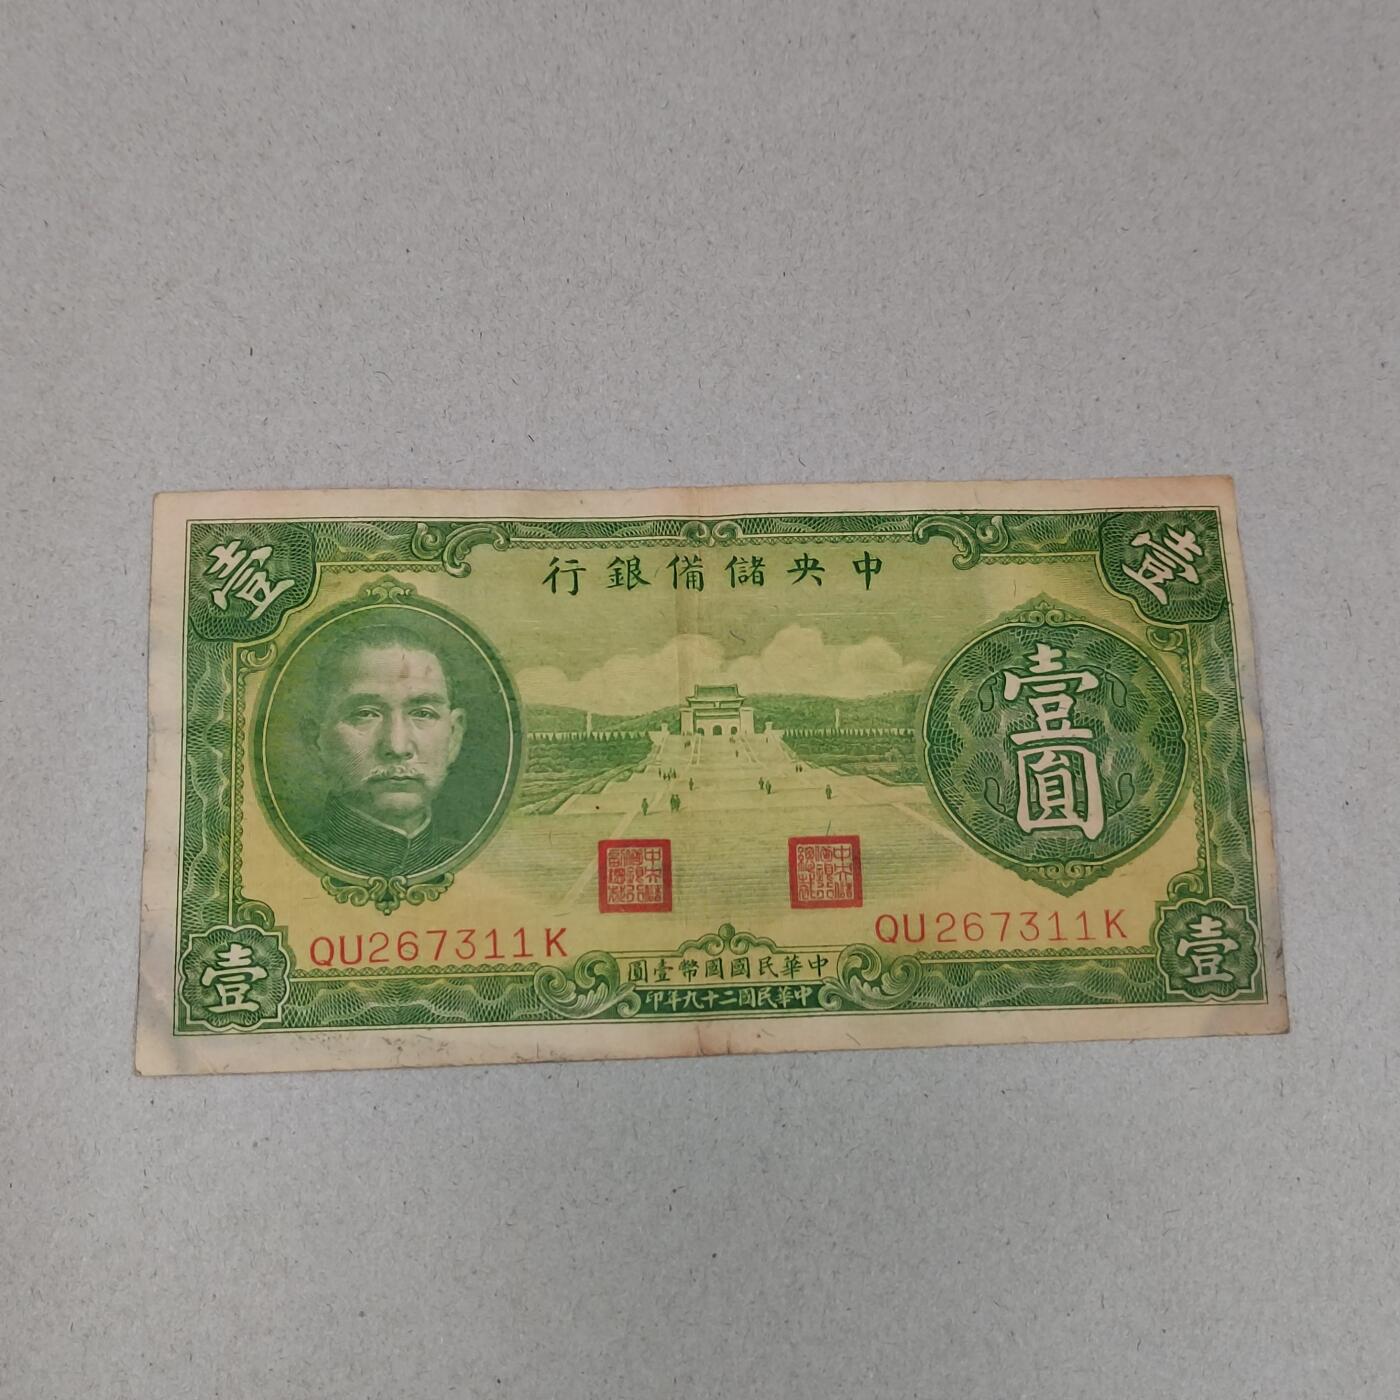 中央儲備銀行
壹
壹
壹圓
QU267311K
QU267311K
中華民國國幣壹圓
中華民國二十九年印
壹
壹